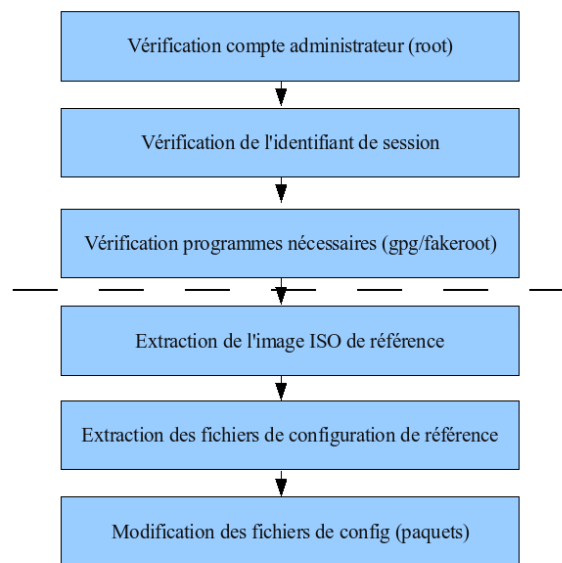 Vérification compte administrateur (root)
Vérification de l'identifiant de session
Vérification programmes nécessaires (gpg/fakeroot)
Extraction de l'image ISO de référence
Extraction des fichiers de configuration de référence
Modification des fichiers de config (paquets)